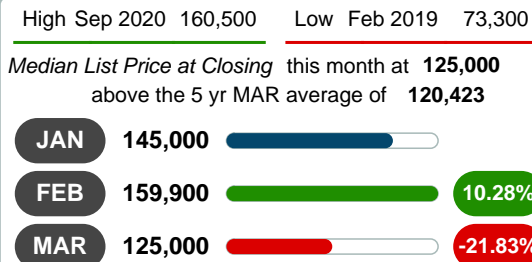 High Sep 2020 160,500 Low Feb 2019 73,300
Median List Price at Closing this month at 125,000
above the 5 yr MAR average of 120,423
JAN 145,000
FEB 159,900 10.28%
MAR 125,000 -21.83%